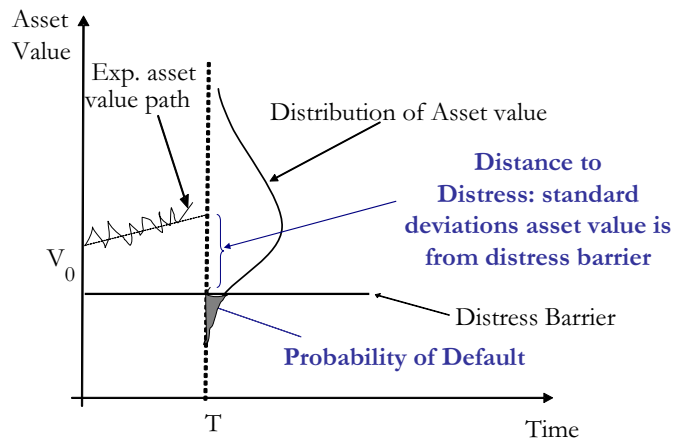 Asset
Value
Exp. asset
value path
Distribution of Asset value
Distance to
Distress: standard
deviations asset value is
from distress barrier
V0
Distress Barrier
Probability of Default
T
Time